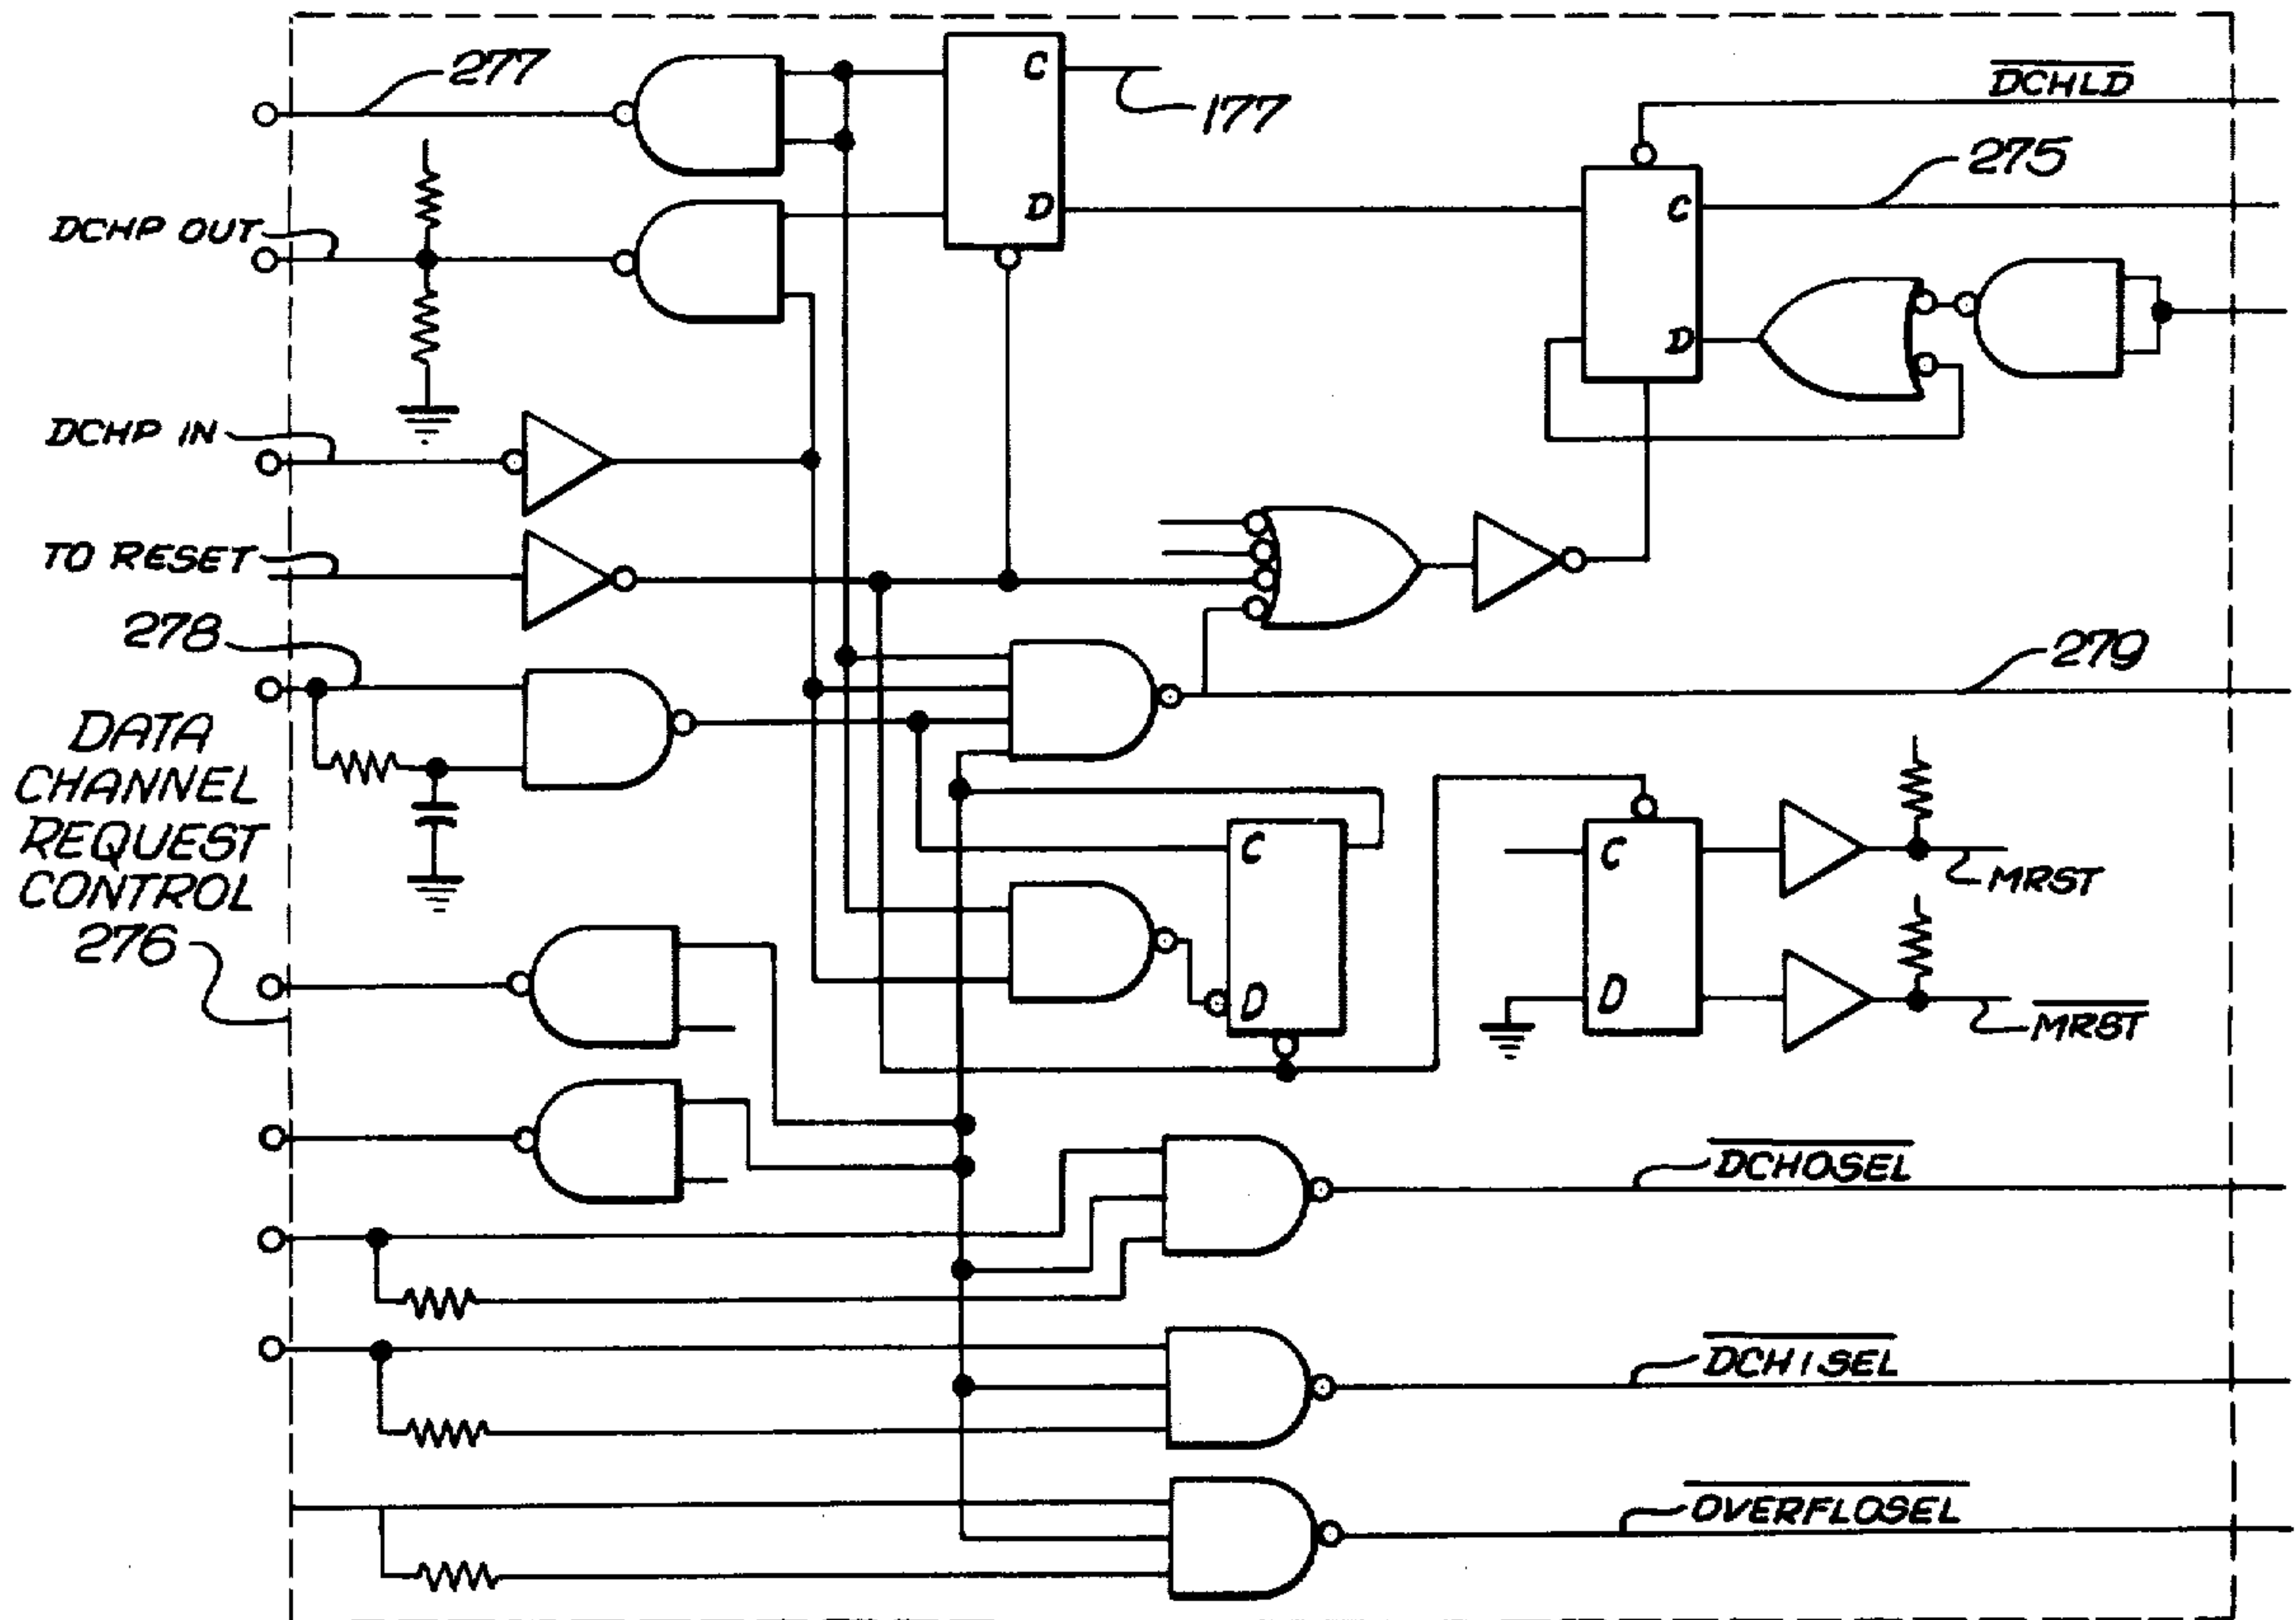 277
C
177
D
DCHLD
275
C
D
DCHP OUT
DCHP IN
TO RESET
278
279
DATA
CHANNEL
REQUEST
CONTROL
276
C
D
C
D
MRST
MRST
DCHOSEL
DCHISEL
OVERFLOSEL